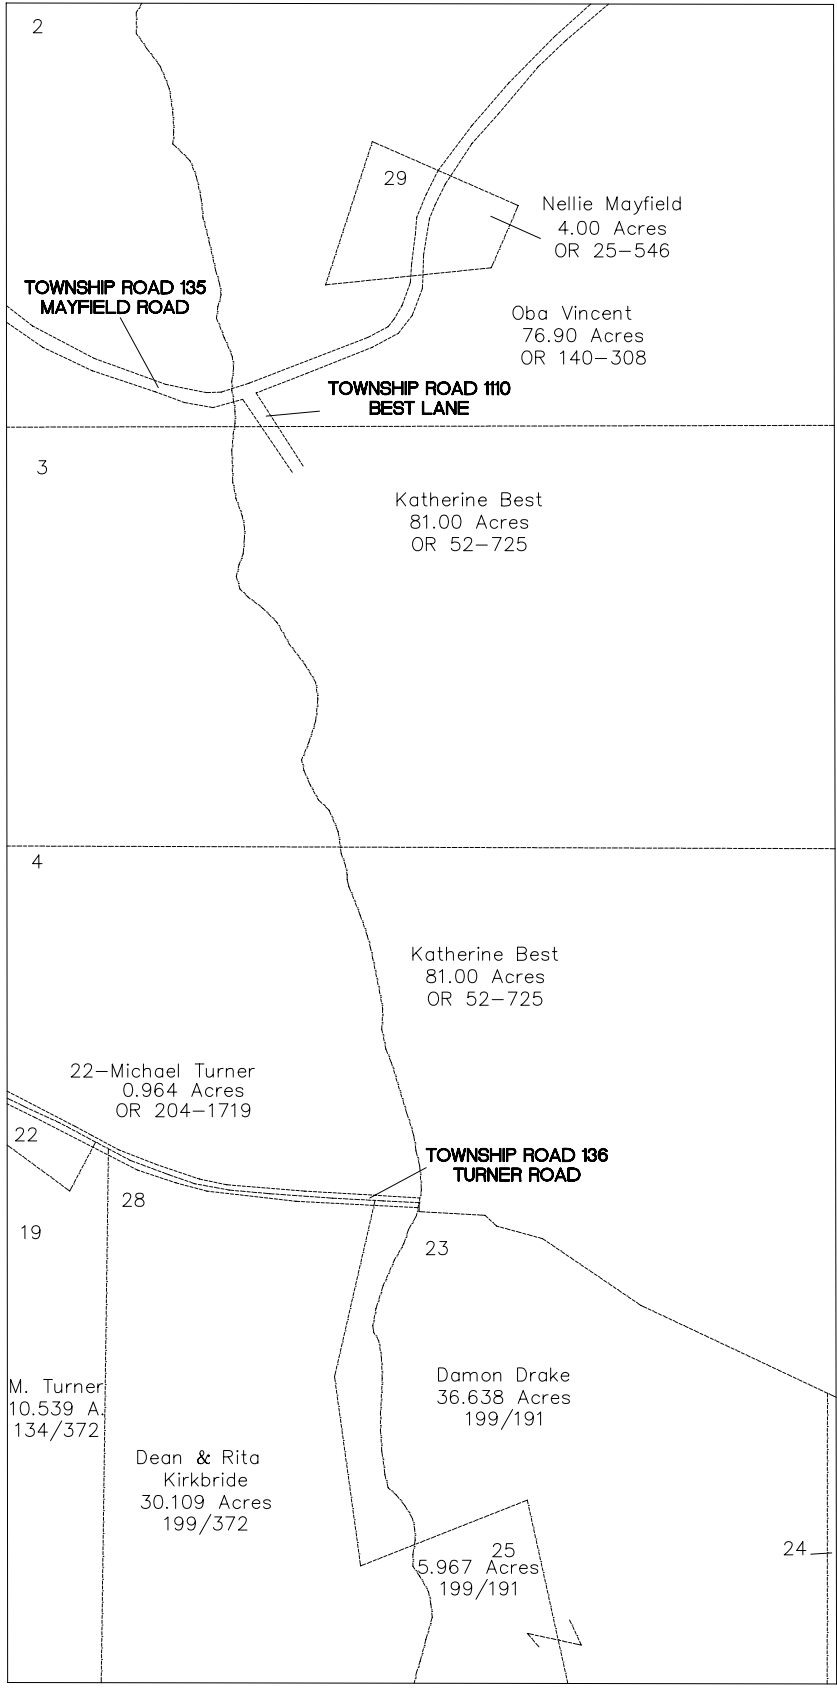 2
29
Nellie Mayfield
4.00 Acres
OR 25-546
TOWNSHIP ROAD 135
MAYFIELD ROAD
Oba Vincent
76.90 Acres
OR 140-308
TOWNSHIP ROAD 1110
BEST LANE
3
Katherine Best
81.00 Acres
OR 52-725
4
Katherine Best
81.00 Acres
OR 52-725
22-Michael Turner
0.964 Acres
OR 204-1719
22
TOWNSHIP ROAD 136
TURNER ROAD
28
19
23
M. Turner
10.539 A.
134/372
Damon Drake
36.638 Acres
199/191
Dean & Rita
Kirkbride
30.109 Acres
199/372
25
5.967 Acres
199/191
24